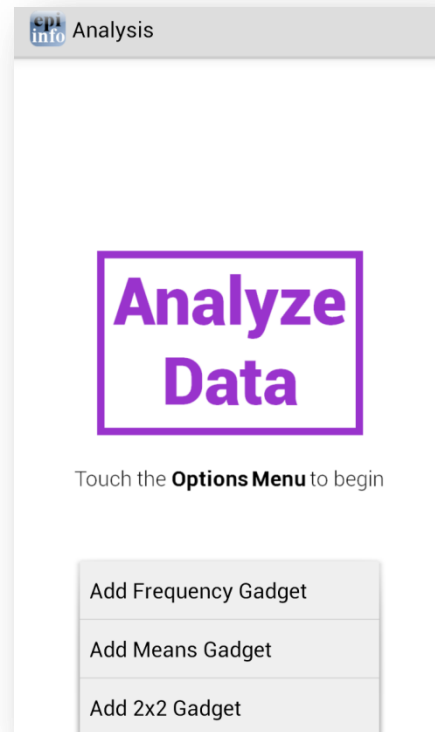 epi
info
Analysis
Analyze
Data
Touch the Options Menu to begin
Add Frequency Gadget
Add Means Gadget
Add 2x2 Gadget